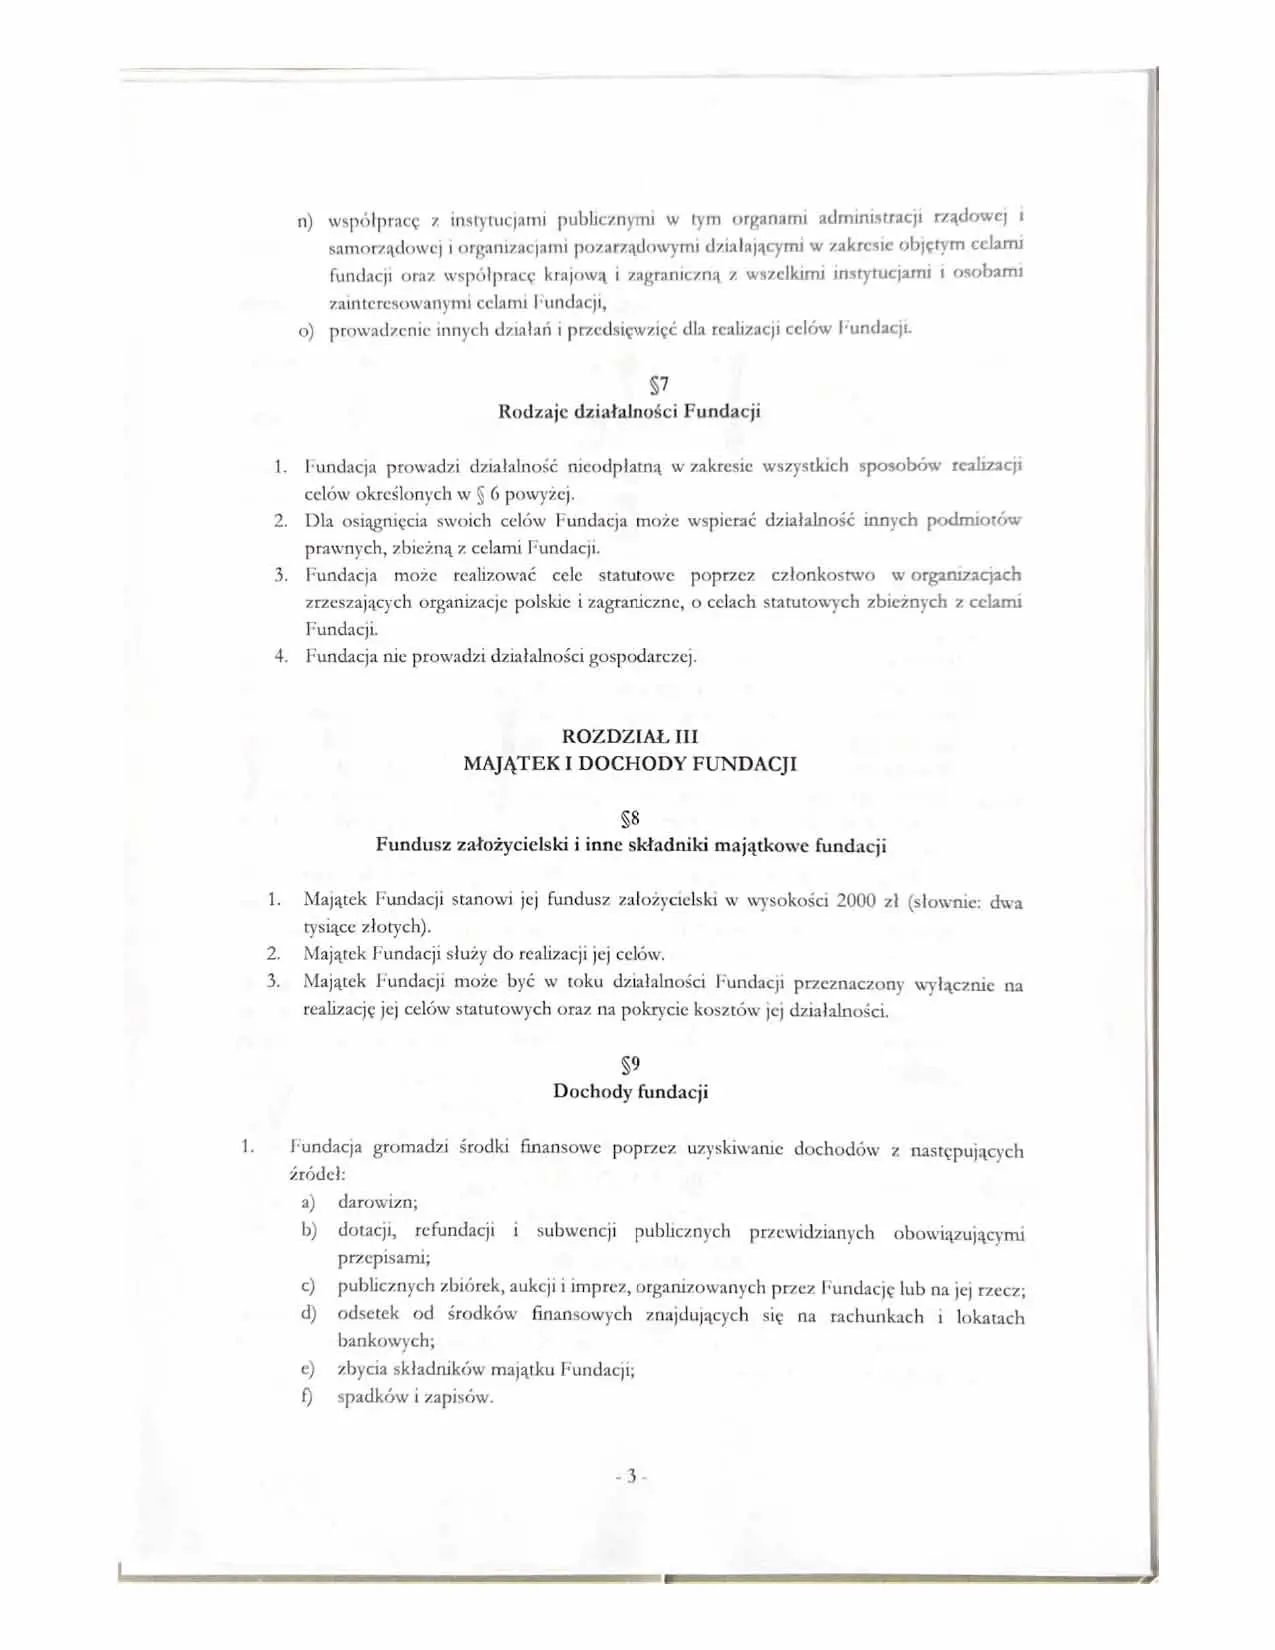 n) współpracę z instytucjami publicznymi w tym organami administracji rządowej i
samorządowej i organizacjami pozarządowymi działającymi w zakresie objętym celami
fundacji oraz współpracę krajową i zagraniczną z wszelkimi instytucjami i osobami
zainteresowanymi celami Fundacji,
o) prowadzenie innych działań i przedsięwzięć dla realizacji celów Fundacji.
§7
Rodzaje działalności Fundacji
1. Fundacja prowadzi działalność nieodpłatną w zakresie wszystkich sposobów realizacji
celów określonych w § 6 powyżej.
2. Dla osiągnięcia swoich celów Fundacja może wspierać działalność innych podmiotów
prawnych, zbieżną z celami Fundacji.
3. Fundacja może realizować cele statutowe poprzez członkostwo w organizacjach
zrzeszających organizacje polskie i zagraniczne, o celach statutowych zbieżnych z celami
Fundacji.
4. Fundacja nie prowadzi działalności gospodarczej.
ROZDZIAŁ III
MAJĄTEK I DOCHODY FUNDACJI
§8
Fundusz założycielski i inne składniki majątkowe fundacji
1. Majątek Fundacji stanowi jej fundusz założycielski w wysokości 2000 zł (słownie: dwa
tysiące złotych).
2. Majątek Fundacji służy do realizacji jej celów.
3. Majątek Fundacji może być w toku działalności Fundacji przeznaczony wyłącznie na
realizację jej celów statutowych oraz na pokrycie kosztów jej działalności.
§9
Dochody fundacji
1. Fundacja gromadzi środki finansowe poprzez uzyskiwanie dochodów z następujących
źródeł:
a) darowizn;
b) dotacji, refundacji i subwencji publicznych przewidzianych obowiązującymi
przepisami;
c) publicznych zbiórek, aukcji i imprez, organizowanych przez Fundację lub na jej rzecz;
d) odsetek od środków finansowych znajdujących się na rachunkach i lokatach
bankowych;
e) zbycia składników majątku Fundacji;
f) spadków i zapisów.
- 3 -